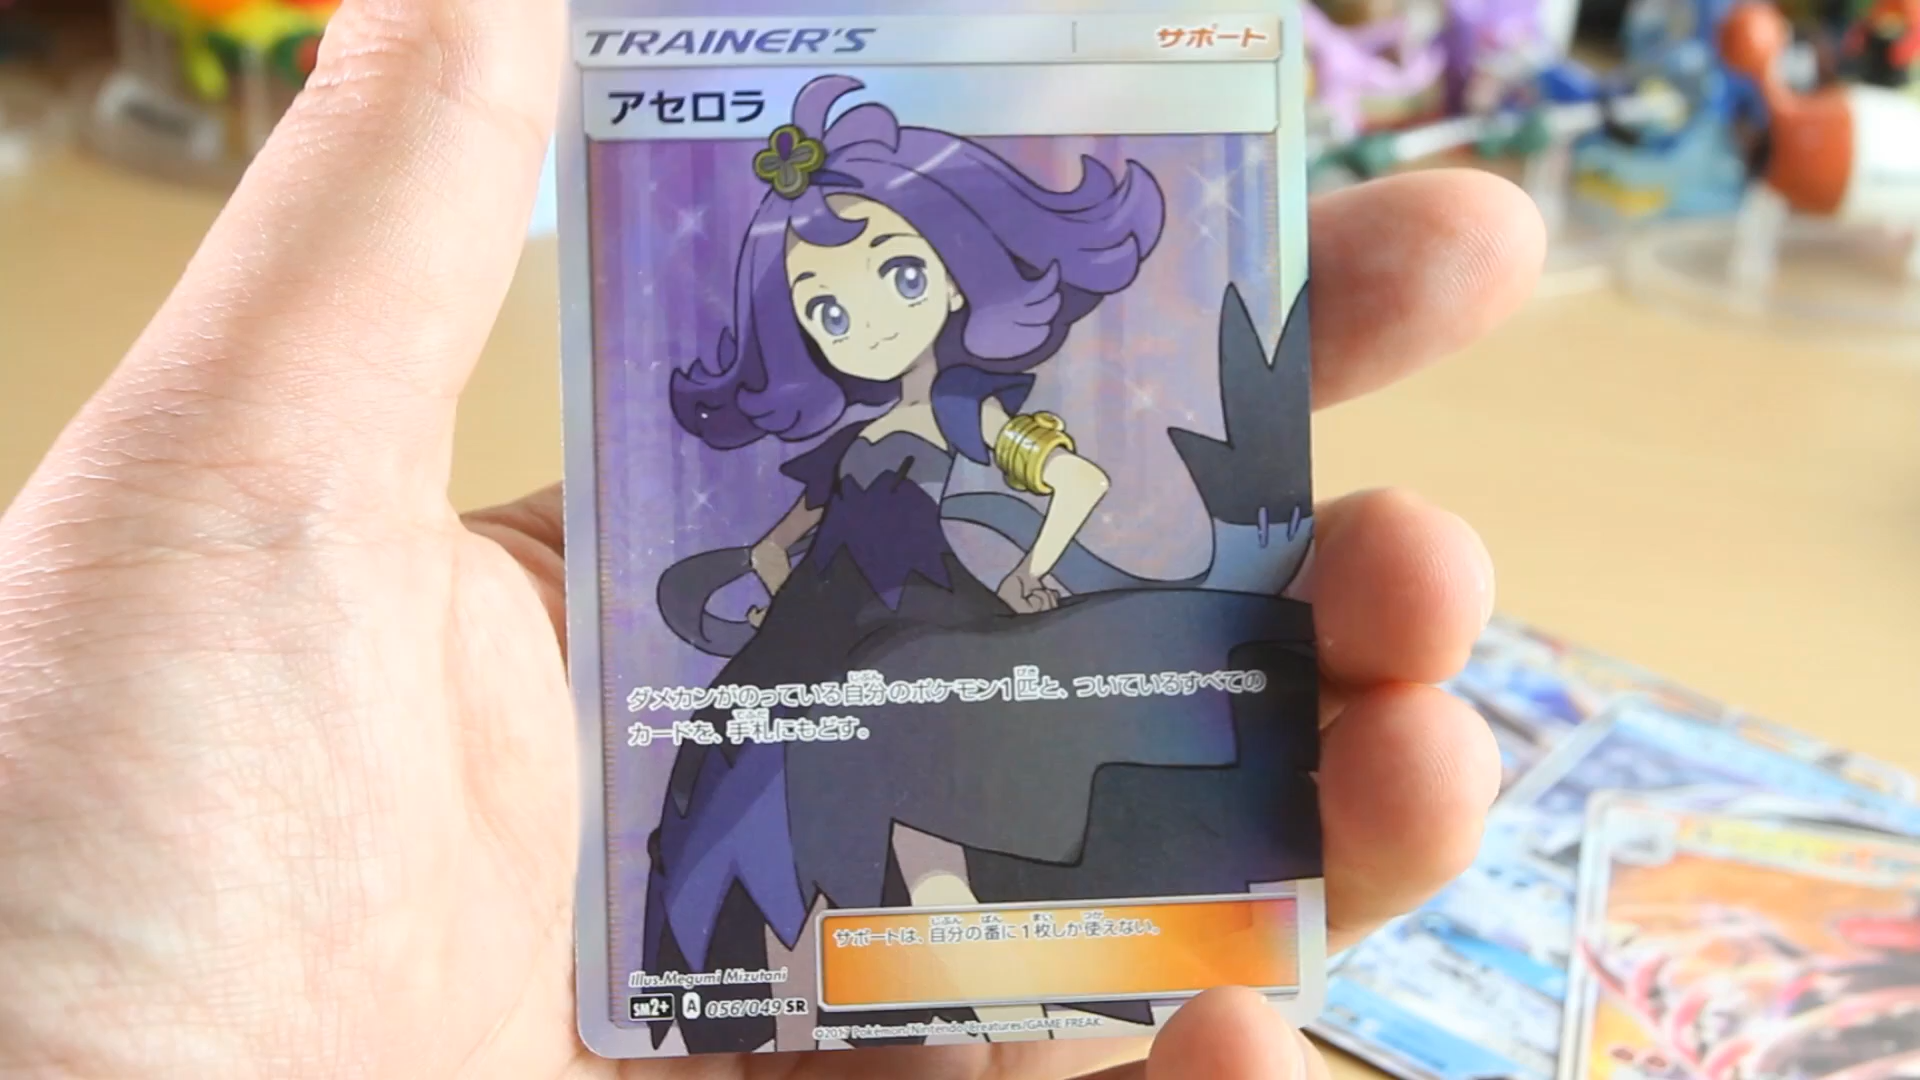 TRAINER'S サポート
アセロラ
ダメカンがのっている自分のポケモン1匹と、ついているすべての
カードを、手札にもどす。
サポートは、自分の番に1枚しか使えない。
Illus.Megumi Mizutani
SM2+ A 056/049 SR
©2017 Pokémon/Nintendo/Creatures/GAME FREAK.